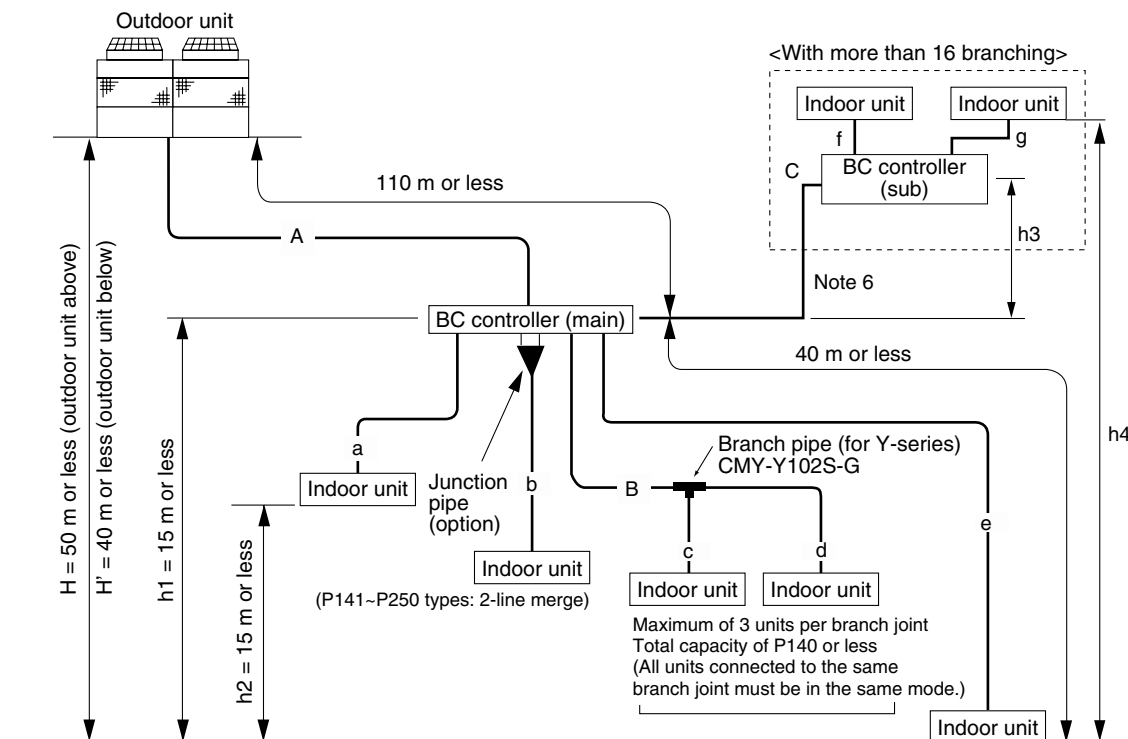 Outdoor unit
<With more than 16 branching>
Indoor unit
Indoor unit
f
g
BC controller
(sub)
C
h3
110 m or less
A
Note 6
BC controller (main)
40 m or less
H = 50 m or less (outdoor unit above)
H' = 40 m or less (outdoor unit below)
h1 = 15 m or less
h2 = 15 m or less
h4
a
Indoor unit
Junction
pipe
(option)
b
Indoor unit
(P141~P250 types: 2-line merge)
B
Branch pipe (for Y-series)
CMY-Y102S-G
c
d
e
Indoor unit
Indoor unit
Maximum of 3 units per branch joint
Total capacity of P140 or less
(All units connected to the same
branch joint must be in the same mode.)
Indoor unit